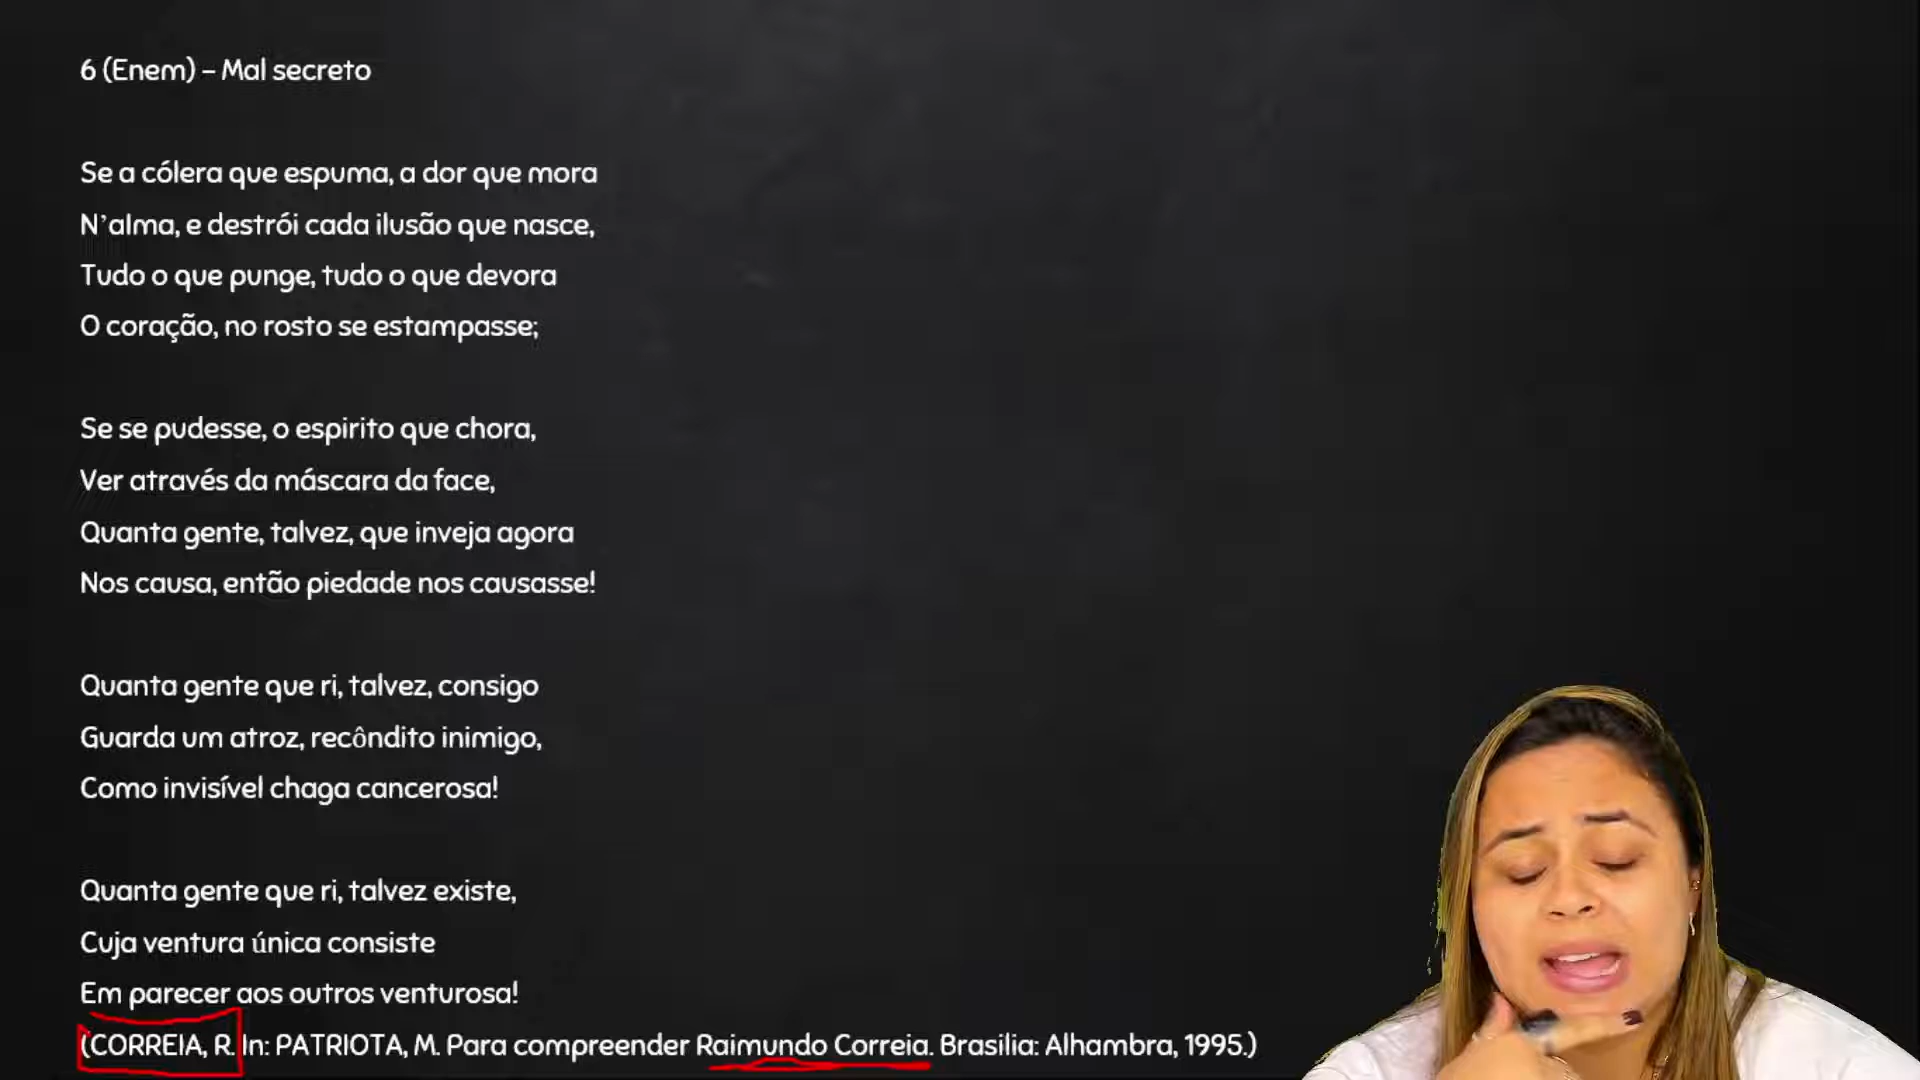 6 (Enem) – Mal secreto
Se a cólera que espuma, a dor que mora
N’alma, e destrói cada ilusão que nasce,
Tudo o que punge, tudo o que devora
O coração, no rosto se estampasse;
Se se pudesse, o espirito que chora,
Ver através da máscara da face,
Quanta gente, talvez, que inveja agora
Nos causa, então piedade nos causasse!
Quanta gente que ri, talvez, consigo
Guarda um atroz, recôndito inimigo,
Como invisível chaga cancerosa!
Quanta gente que ri, talvez existe,
Cuja ventura única consiste
Em parecer aos outros venturosa!
(CORREIA, R. In: PATRIOTA, M. Para compreender Raimundo Correia. Brasilia: Alhambra, 1995.)